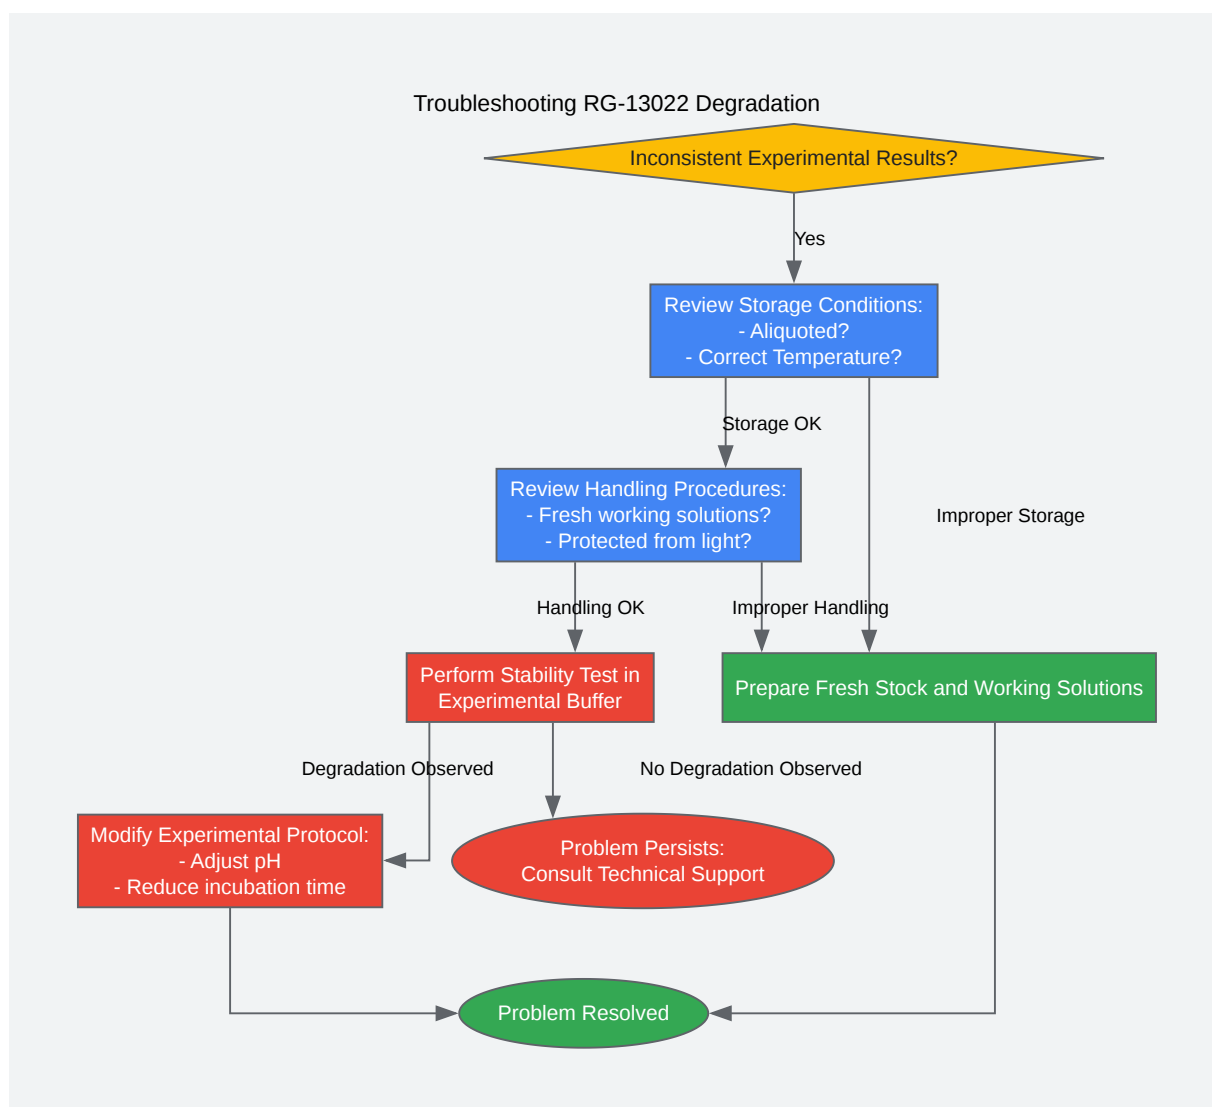 Troubleshooting RG-13022 Degradation
Inconsistent Experimental Results?
Yes
Review Storage Conditions:
- Aliquoted?
- Correct Temperature?
Storage OK
Review Handling Procedures:
- Fresh working solutions?
- Protected from light?
Improper Storage
Handling OK
Improper Handling
Perform Stability Test in
Experimental Buffer
Prepare Fresh Stock and Working Solutions
Degradation Observed
No Degradation Observed
Modify Experimental Protocol:
- Adjust pH
- Reduce incubation time
Problem Persists:
Consult Technical Support
Problem Resolved